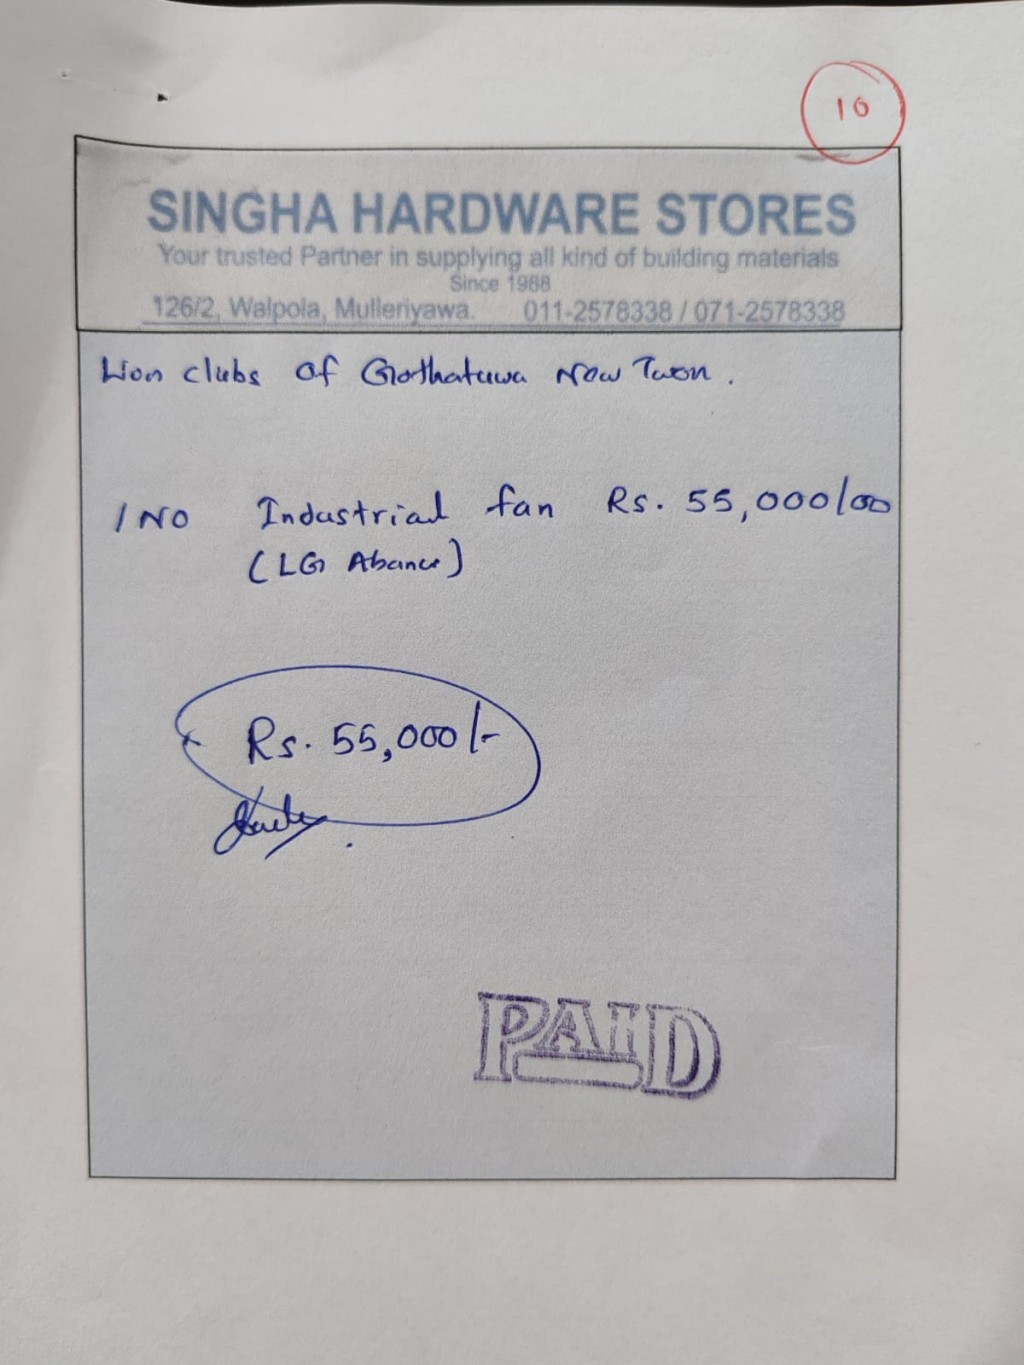 10
SINGHA HARDWARE STORES
Your trusted Partner in supplying all kind of building materials
Since 1988
126/2, Walpola, Mulleriyawa. 011-2578338 / 071-2578338
Lion clubs of Gothatuwa New Town.
1 NO Industrial fan Rs. 55,000/00
(LG Abance)
Rs. 55,000/-
PAID